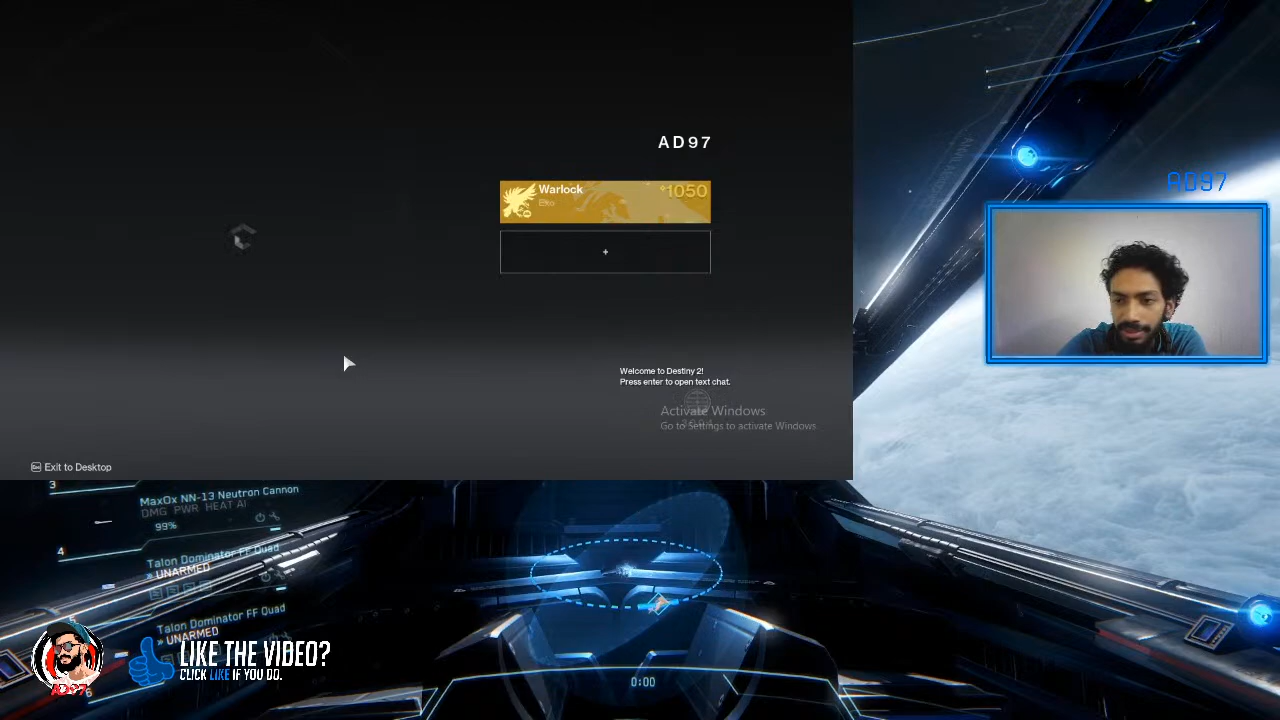 AD97
Warlock
1050
Exo
+
Welcome to Destiny 2!
Press enter to open text chat.
Activate Windows
Go to Settings to activate Windows.
Exit to Desktop
AD97
3
MaxOx NN-13 Neutron Cannon
DMG PWR HEAT AI
99%
4
Talon Dominator FF Quad
» UNARMED
Talon Dominator FF Quad
» UNARMED
6
AD97
LIKE THE VIDEO?
CLICK LIKE IF YOU DO.
0:00